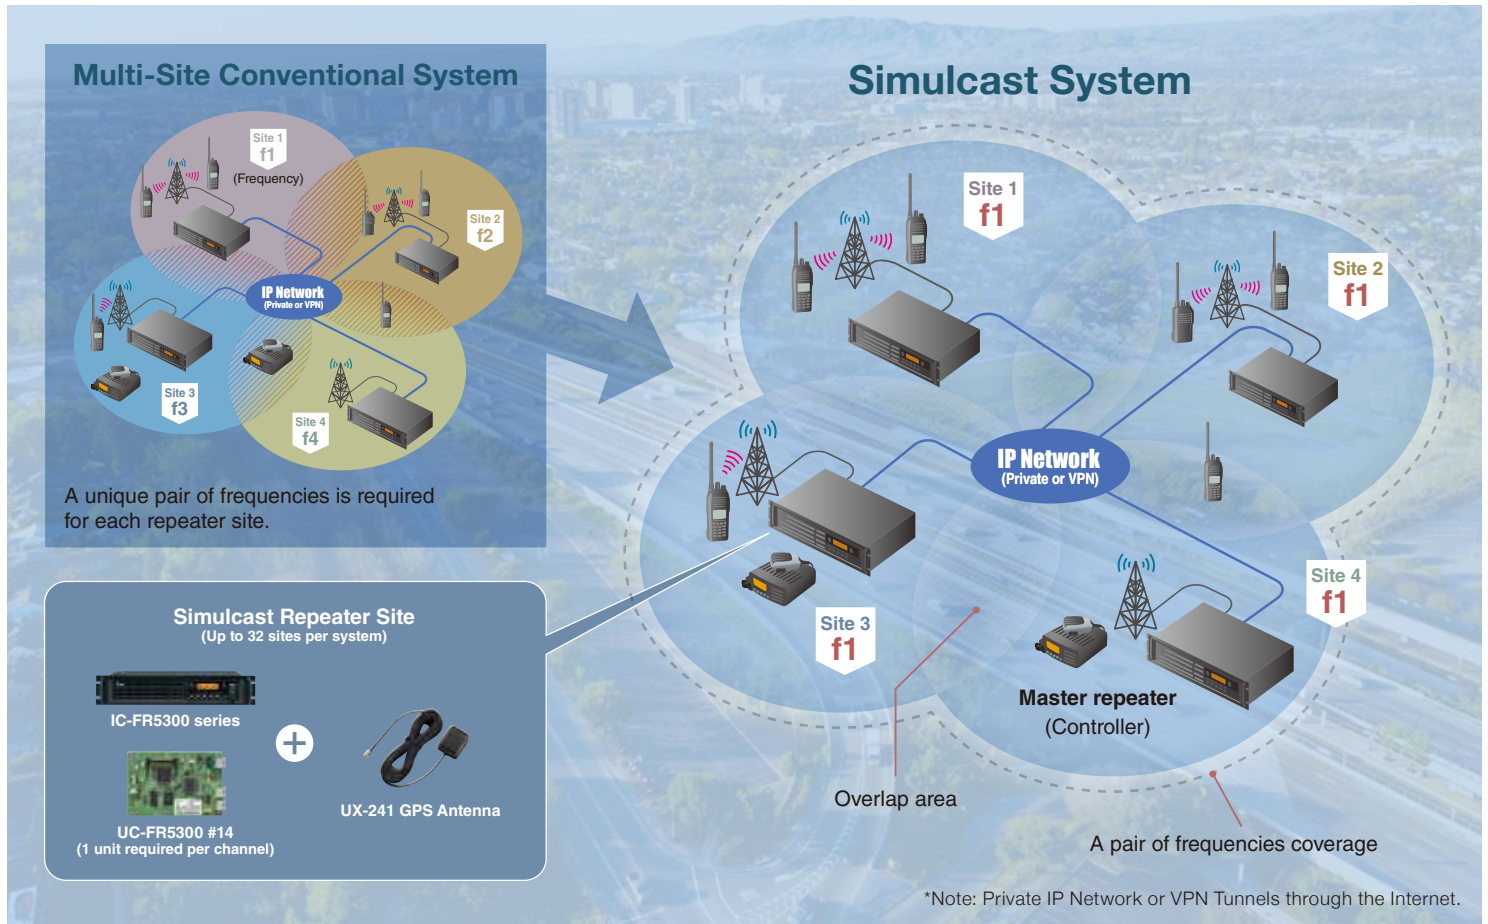 Multi-Site Conventional System
Site 1
f1
(Frequency)
Site 2
f2
IP Network
(Private or VPN)
Site 3
f3
Site 4
f4
A unique pair of frequencies is required
for each repeater site.
Simulcast System
Site 1
f1
Site 2
f1
IP Network
(Private or VPN)
Site 3
f1
Site 4
f1
Master repeater
(Controller)
Overlap area
A pair of frequencies coverage
Simulcast Repeater Site
(Up to 32 sites per system)
IC-FR5300 series
+
UC-FR5300 #14
(1 unit required per channel)
UX-241 GPS Antenna
*Note: Private IP Network or VPN Tunnels through the Internet.